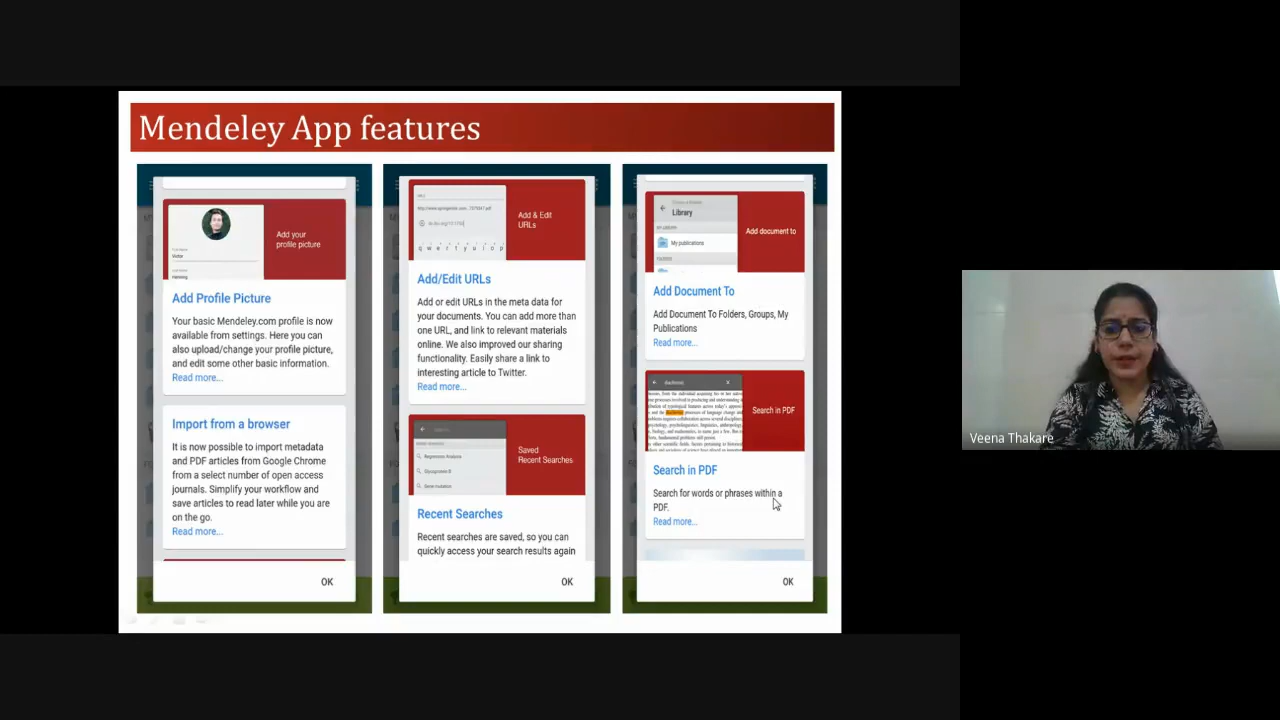 Mendeley App features
Add your
profile picture
Victor
Add Profile Picture
Your basic Mendeley.com profile is now
available from settings. Here you can
also upload/change your profile picture,
and edit some other basic information.
Read more...
Import from a browser
It is now possible to import metadata
and PDF articles from Google Chrome
from a select number of open access
journals. Simplify your workflow and
save articles to read later while you are
on the go.
Read more...
OK
Add & Edit
URLs
q w e r t y u i o p
Add/Edit URLs
Add or edit URLs in the meta data for
your documents. You can add more than
one URL, and link to relevant materials
online. We also improved our sharing
functionality. Easily share a link to
interesting article to Twitter.
Read more...
Saved
Recent Searches
Regression Analysis
Gene mutation
Recent Searches
Recent searches are saved, so you can
quickly access your search results again
OK
Library
My publications
Add document to
Add Document To
Add Document To Folders, Groups, My
Publications
Read more...
Search in PDF
Search in PDF
Search for words or phrases within a
PDF.
Read more...
OK
Veena Thakare